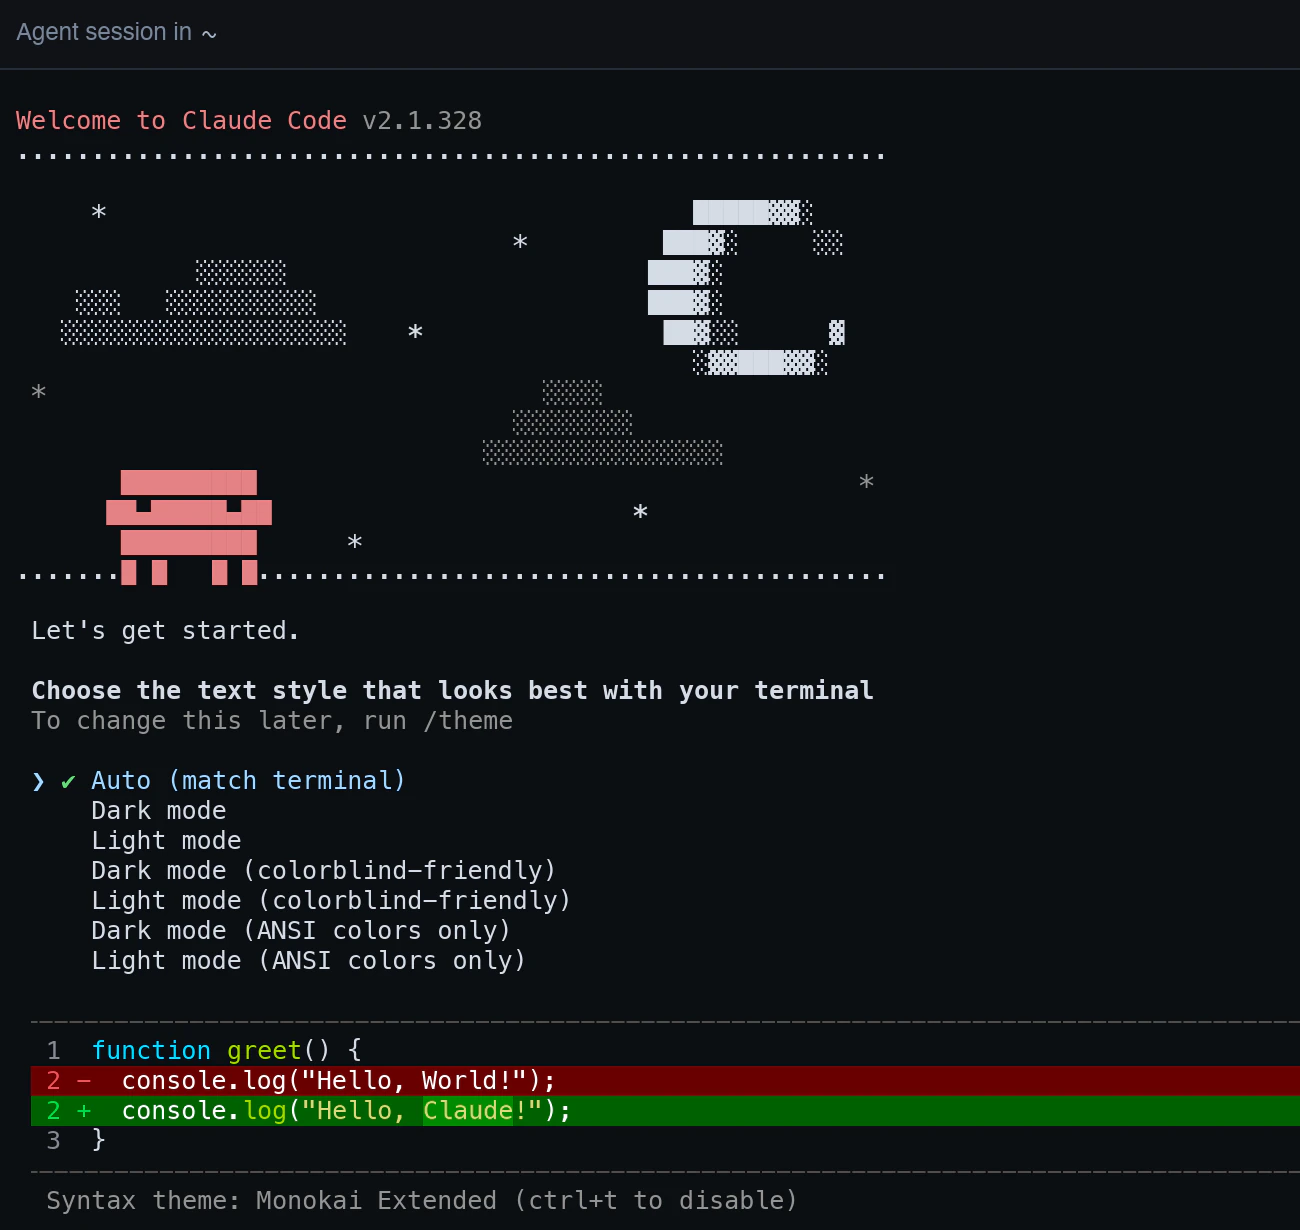 Agent session in ~
Welcome to Claude Code v2.1.328
Let's get started.
Choose the text style that looks best with your terminal
To change this later, run /theme
❯ ✔ Auto (match terminal)
Dark mode
Light mode
Dark mode (colorblind-friendly)
Light mode (colorblind-friendly)
Dark mode (ANSI colors only)
Light mode (ANSI colors only)
1  function greet() {
2 -  console.log("Hello, World!");
2 +  console.log("Hello, Claude!");
3  }
Syntax theme: Monokai Extended (ctrl+t to disable)